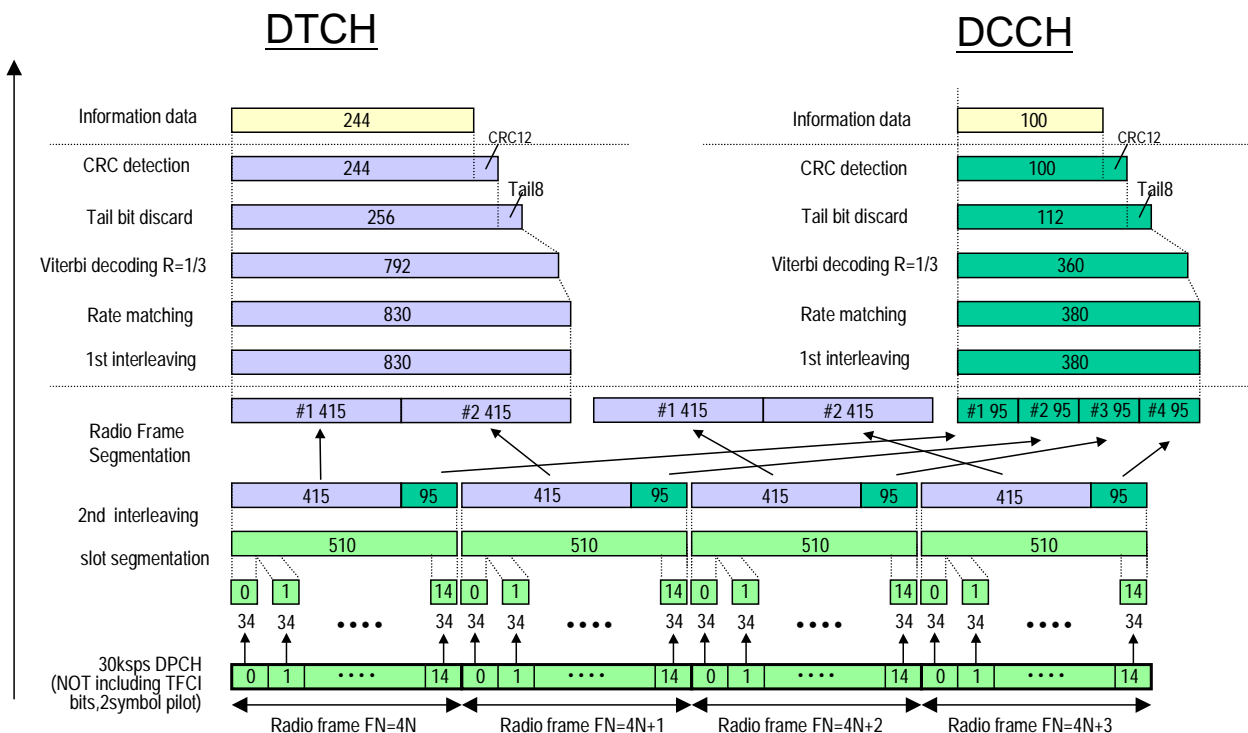 DTCH DCCH
Information data 244 Information data 100
CRC12 CRC12
CRC detection 244 CRC detection 100
Tail8 Tail8
Tail bit discard 256 Tail bit discard 112
Viterbi decoding R=1/3 792 Viterbi decoding R=1/3 360
Rate matching 830 Rate matching 380
1st interleaving 830 1st interleaving 380
#1 415 #2 415 #1 415 #2 415 #1 95 #2 95 #3 95 #4 95
Radio Frame
Segmentation
415 95 415 95 415 95 415 95
2nd interleaving
510 510 510 510
slot segmentation
0 1 14 0 1 14 0 1 14 0 1 14
34 34 •••• 34 34 34 •••• 34 34 34 •••• 34 34 34 •••• 34
30ksps DPCH
(NOT including TFCI
bits,2symbol pilot)
0 1 •••• 14 0 1 •••• 14 0 1 •••• 14 0 1 •••• 14
Radio frame FN=4N Radio frame FN=4N+1 Radio frame FN=4N+2 Radio frame FN=4N+3